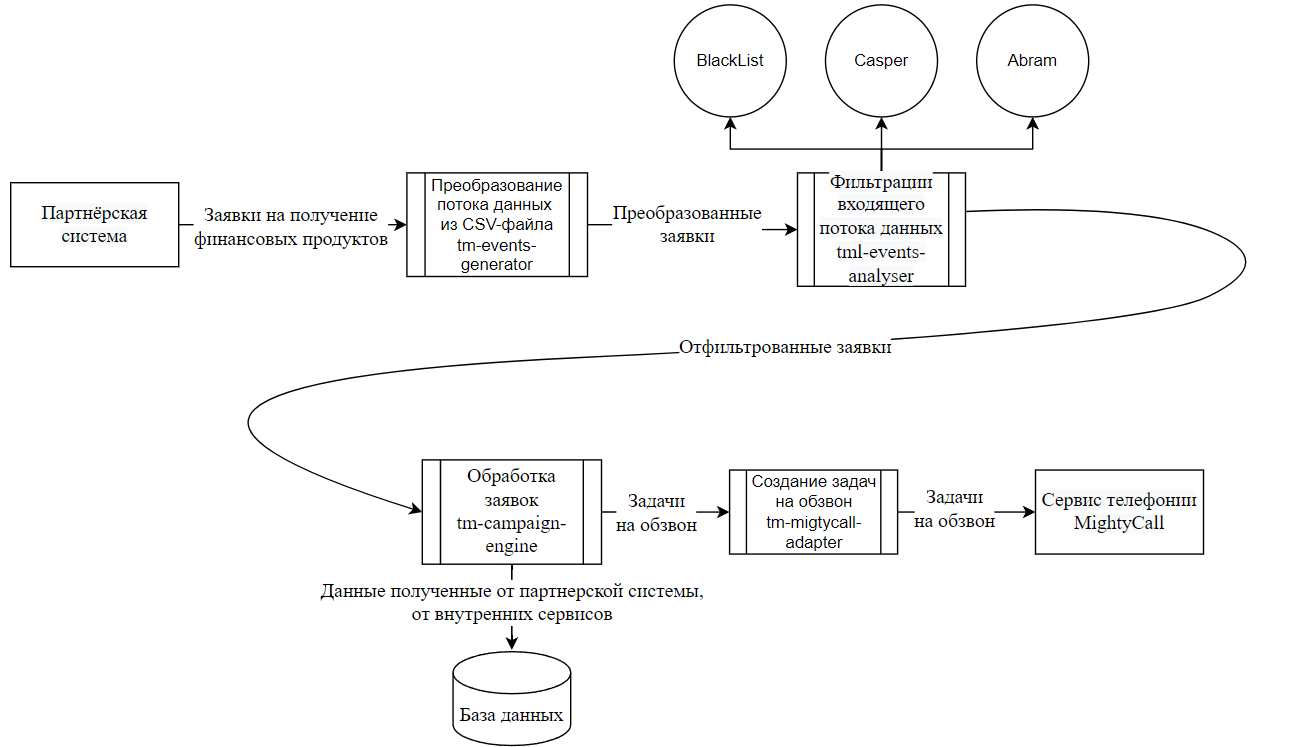 BlackList
Casper
Abram
Партнёрская
система
Заявки на получение
финансовых продуктов
Преобразование
потока данных
из CSV-файла
tm-events-
generator
Преобразованные
заявки
Фильтрации
входящего
потока данных
tml-events-
analyser
Отфильтрованные заявки
Обработка
заявок
tm-campaign-
engine
Задачи
на обзвон
Создание задач
на обзвон
tm-migtycall-
adapter
Задачи
на обзвон
Сервис телефонии
MightyCall
Данные полученные от партнерской системы,
от внутренних сервисов
База данных